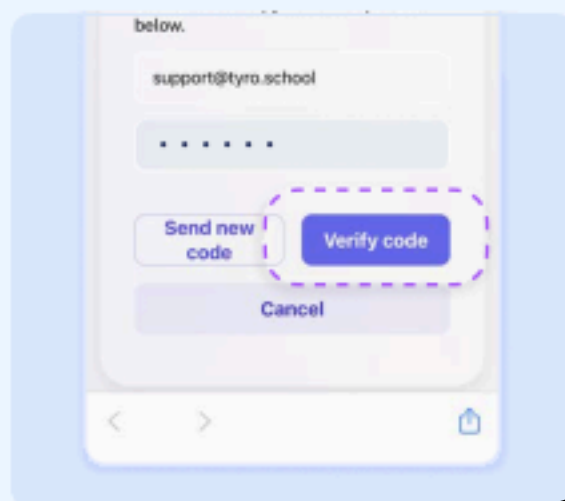 below.
support@tyro.school
Send new
code
Verify code
Cancel